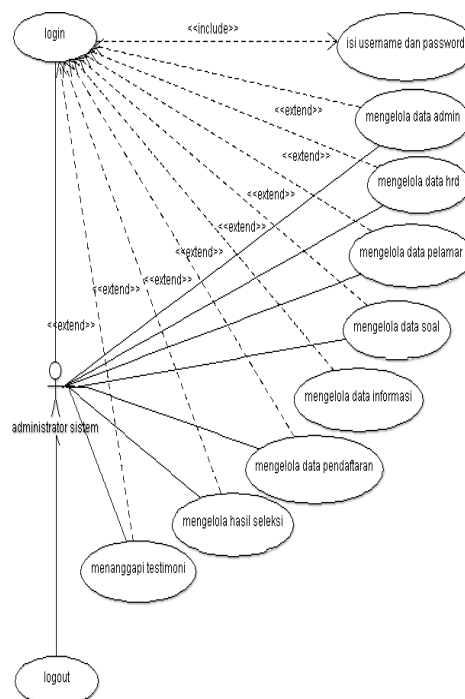 login
<<include>>
isi username dan password
<<extend>>
mengelola data admin
<<extend>>
mengelola data hrd
<<extend>>
<<extend>>
mengelola data pelamar
<<extend>>
<<extend>>
<<extend>>
mengelola data soal
<<extend>>
mengelola data informasi
administrator sistem
mengelola data pendaftaran
mengelola hasil seleksi
menanggapi testimoni
logout